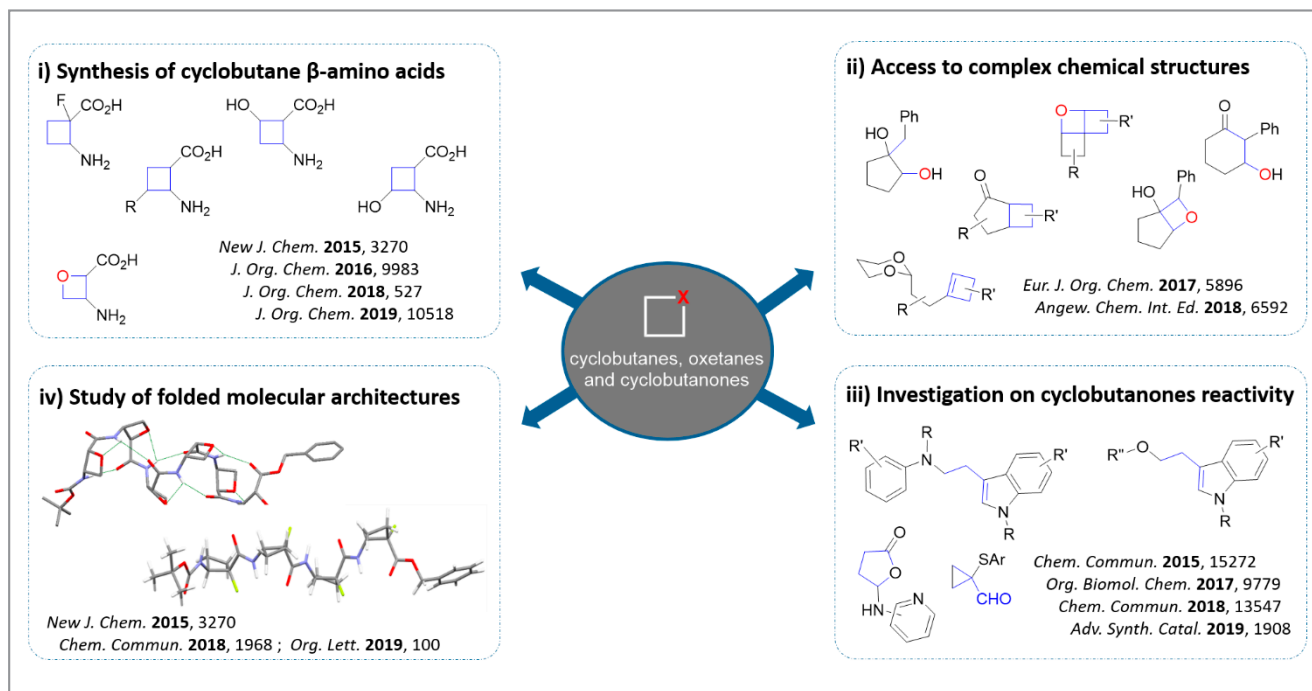 i) Synthesis of cyclobutane β-amino acids
F
CO₂H
NH₂
CO₂H
R
NH₂
HO
CO₂H
NH₂
CO₂H
HO
NH₂
O
CO₂H
NH₂
New J. Chem. 2015, 3270
J. Org. Chem. 2016, 9983
J. Org. Chem. 2018, 527
J. Org. Chem. 2019, 10518
ii) Access to complex chemical structures
Ph
HO
OH
O
R'
R
O
Ph
OH
O
R
R'
Ph
HO
O
O
O
R
R'
Eur. J. Org. Chem. 2017, 5896
Angew. Chem. Int. Ed. 2018, 6592
X
cyclobutanes, oxetanes
and cyclobutanones
iv) Study of folded molecular architectures
New J. Chem. 2015, 3270
Chem. Commun. 2018, 1968 ; Org. Lett. 2019, 100
iii) Investigation on cyclobutanones reactivity
R'
R
N
R'
N
R
R''
O
R'
N
R
O
O
HN
N
SAr
CHO
Chem. Commun. 2015, 15272
Org. Biomol. Chem. 2017, 9779
Chem. Commun. 2018, 13547
Adv. Synth. Catal. 2019, 1908